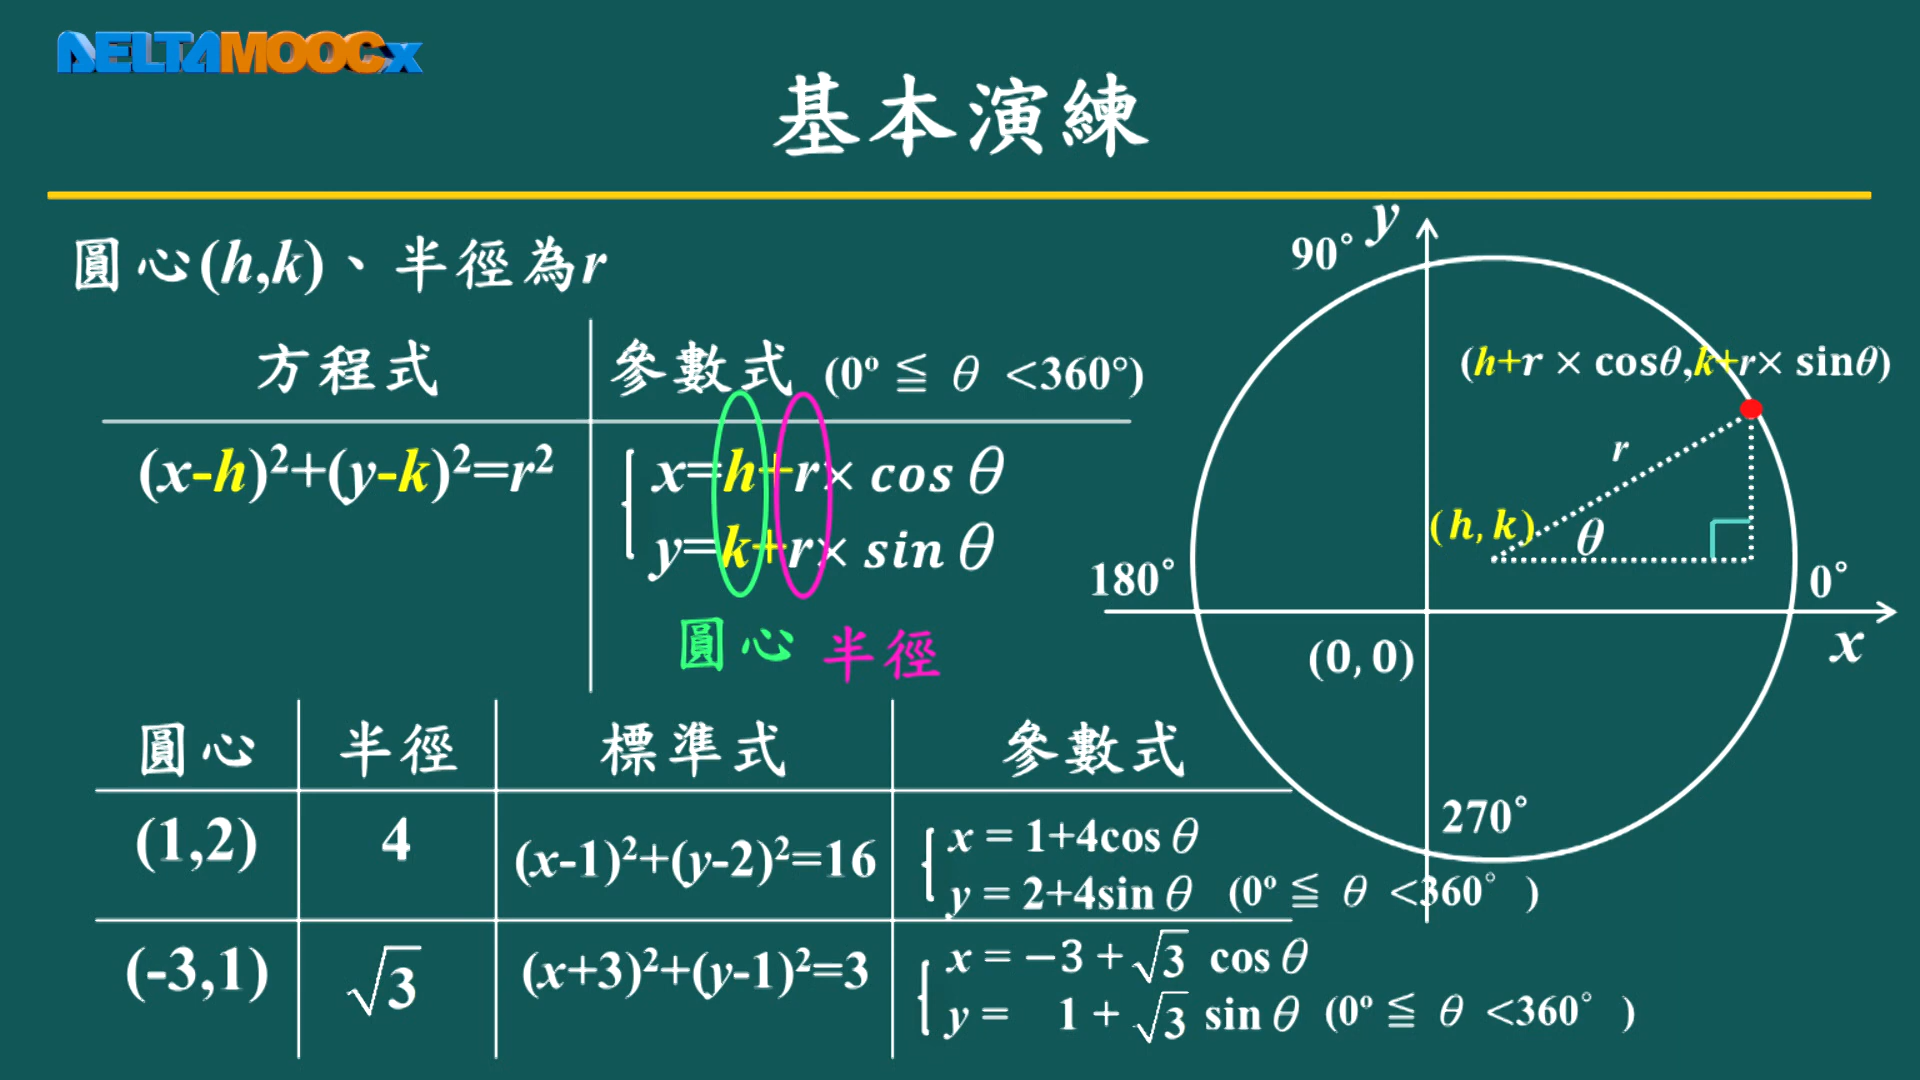 DELTAMOOCx
基本演練
圓心(h,k)、半徑為r
方程式 參數式 (0º ≦ θ <360°)
(x-h)²+(y-k)²=r²
x=h+r× cos θ
y=k+r× sin θ
圓心 半徑
y
90°
(h+r × cosθ,k+r× sinθ)
r
(h, k)
θ
180°
0°
(0, 0)
x
270°
圓心 半徑 標準式 參數式
(1,2) 4 (x-1)²+(y-2)²=16
x = 1+4cos θ
y = 2+4sin θ (0º ≦ θ <360° )
(-3,1) √3 (x+3)²+(y-1)²=3
x = −3 + √3 cos θ
y = 1 + √3 sin θ (0º ≦ θ <360° )